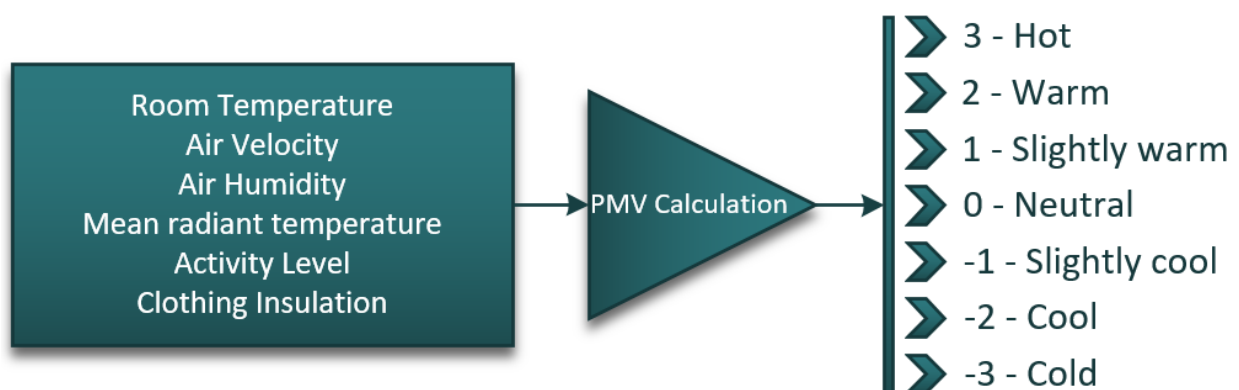 Room Temperature
Air Velocity
Air Humidity
Mean radiant temperature
Activity Level
Clothing Insulation
PMV Calculation
3 - Hot
2 - Warm
1 - Slightly warm
0 - Neutral
-1 - Slightly cool
-2 - Cool
-3 - Cold